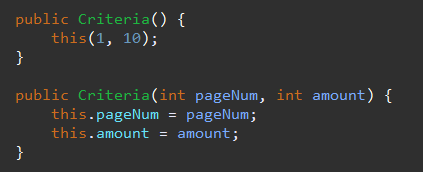 public Criteria() {
    this(1, 10);
}
public Criteria(int pageNum, int amount) {
    this.pageNum = pageNum;
    this.amount = amount;
}